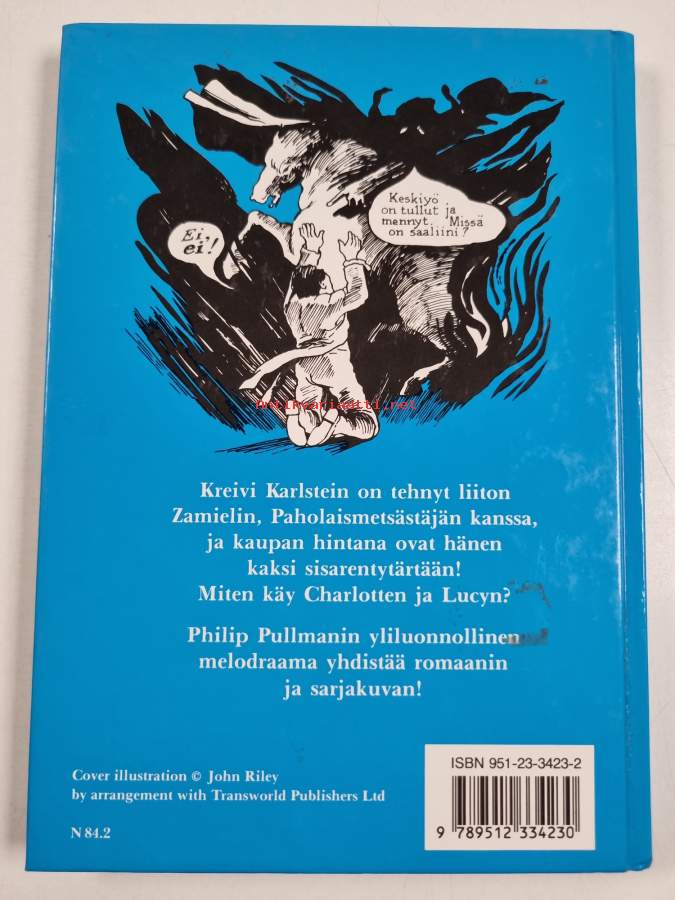 Keskiyö
on tullut ja
mennyt. Missä
on saaliini?
Ei,
ei!
Antikvariaatti.net
Kreivi Karlstein on tehnyt liiton
Zamielin, Paholaismetsästäjän kanssa,
ja kaupan hintana ovat hänen
kaksi sisarentytärtään!
Miten käy Charlotten ja Lucyn?
Philip Pullmanin yliluonnollinen
melodraama yhdistää romaanin
ja sarjakuvan!
Cover illustration © John Riley
by arrangement with Transworld Publishers Ltd
N 84.2
ISBN 951-23-3423-2
9 789512 334230